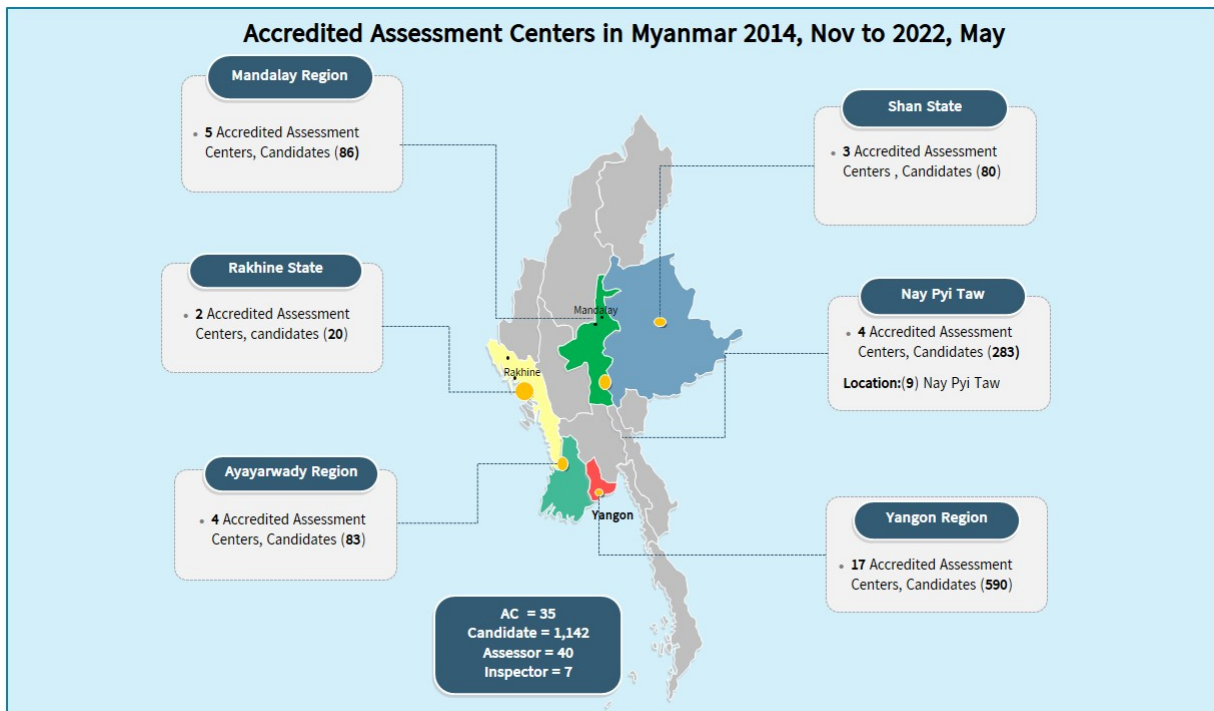 Accredited Assessment Centers in Myanmar 2014, Nov to 2022, May
Mandalay Region
• 5 Accredited Assessment
Centers, Candidates (86)
Shan State
• 3 Accredited Assessment
Centers , Candidates (80)
Rakhine State
• 2 Accredited Assessment
Centers, candidates (20)
Nay Pyi Taw
• 4 Accredited Assessment
Centers, Candidates (283)
Location:(9) Nay Pyi Taw
Mandalay
Rakhine
Ayayarwady Region
• 4 Accredited Assessment
Centers, Candidates (83)
Yangon
Yangon Region
• 17 Accredited Assessment
Centers, Candidates (590)
AC = 35
Candidate = 1,142
Assessor = 40
Inspector = 7